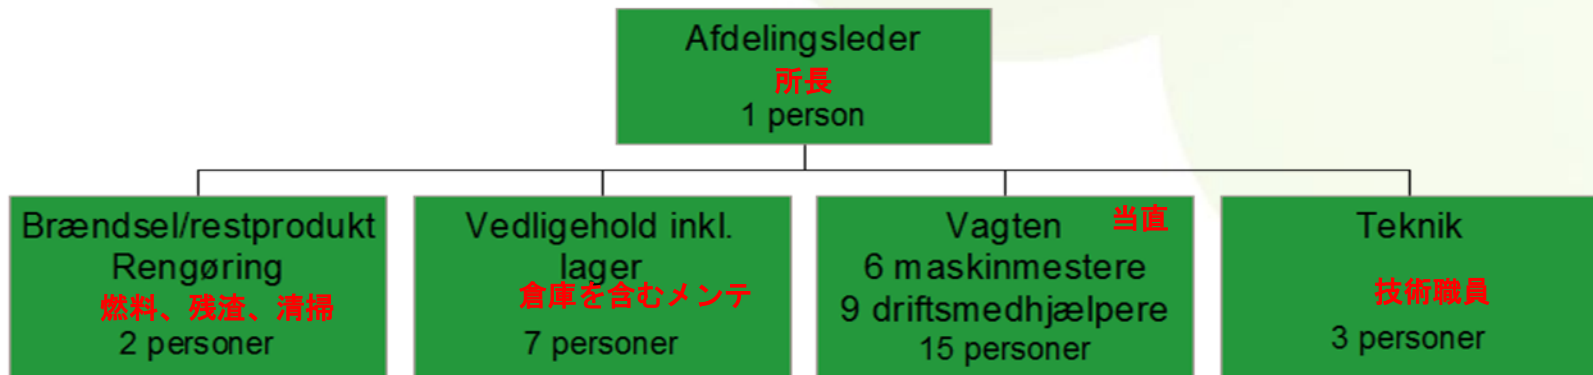 Afdelingsleder
所長
1 person
Brændsel/restprodukt
Rengøring
燃料、残渣、清掃
2 personer
Vedligehold inkl.
lager
倉庫を含むメンテ
7 personer
Vagten 当直
6 maskinmestere
9 driftsmedhjælpere
15 personer
Teknik
技術職員
3 personer